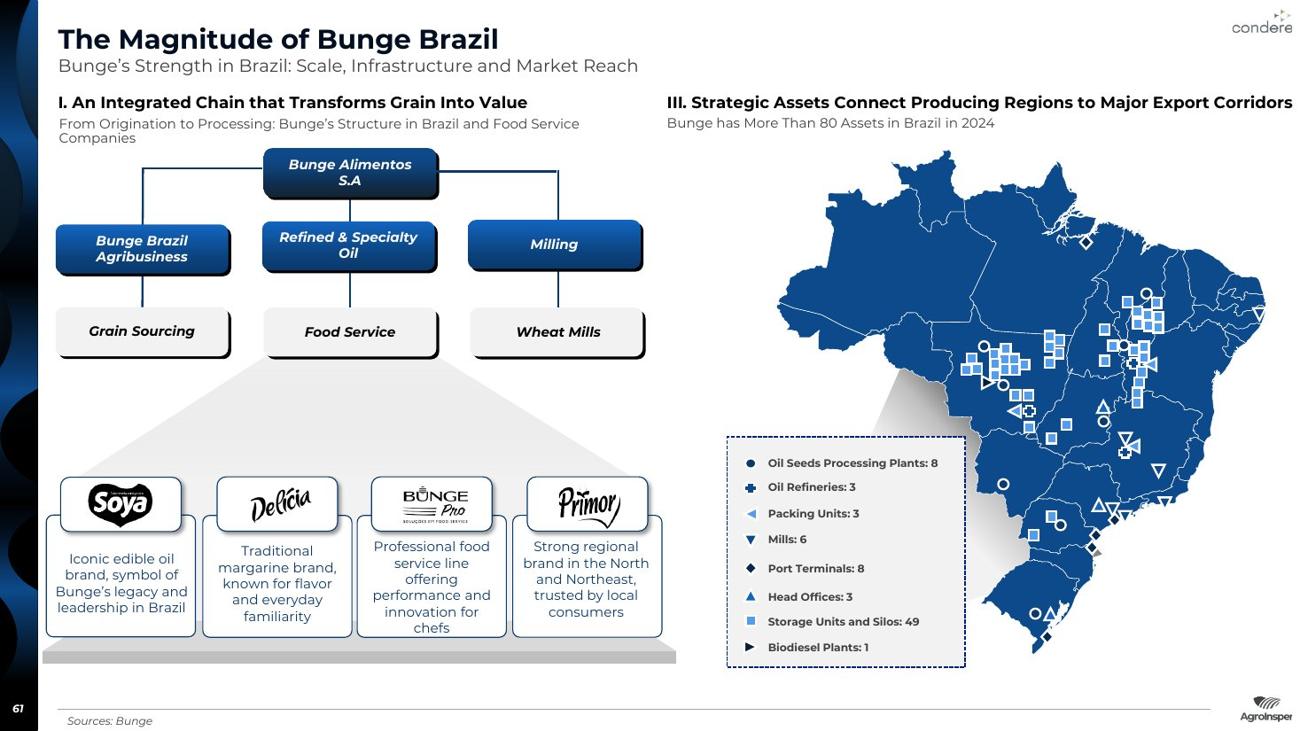 condere
The Magnitude of Bunge Brazil
Bunge’s Strength in Brazil: Scale, Infrastructure and Market Reach
I. An Integrated Chain that Transforms Grain Into Value
From Origination to Processing: Bunge’s Structure in Brazil and Food Service
Companies
Bunge Alimentos
S.A
Bunge Brazil
Agribusiness
Refined & Specialty
Oil
Milling
Grain Sourcing
Food Service
Wheat Mills
Soya
Delícia
BUNGE
Pro
SOLUÇÕES EM FOOD SERVICE
Primor
Iconic edible oil
brand, symbol of
Bunge’s legacy and
leadership in Brazil
Traditional
margarine brand,
known for flavor
and everyday
familiarity
Professional food
service line
offering
performance and
innovation for
chefs
Strong regional
brand in the North
and Northeast,
trusted by local
consumers
III. Strategic Assets Connect Producing Regions to Major Export Corridors
Bunge has More Than 80 Assets in Brazil in 2024
Oil Seeds Processing Plants: 8
Oil Refineries: 3
Packing Units: 3
Mills: 6
Port Terminals: 8
Head Offices: 3
Storage Units and Silos: 49
Biodiesel Plants: 1
61
Sources: Bunge
AgroInsper